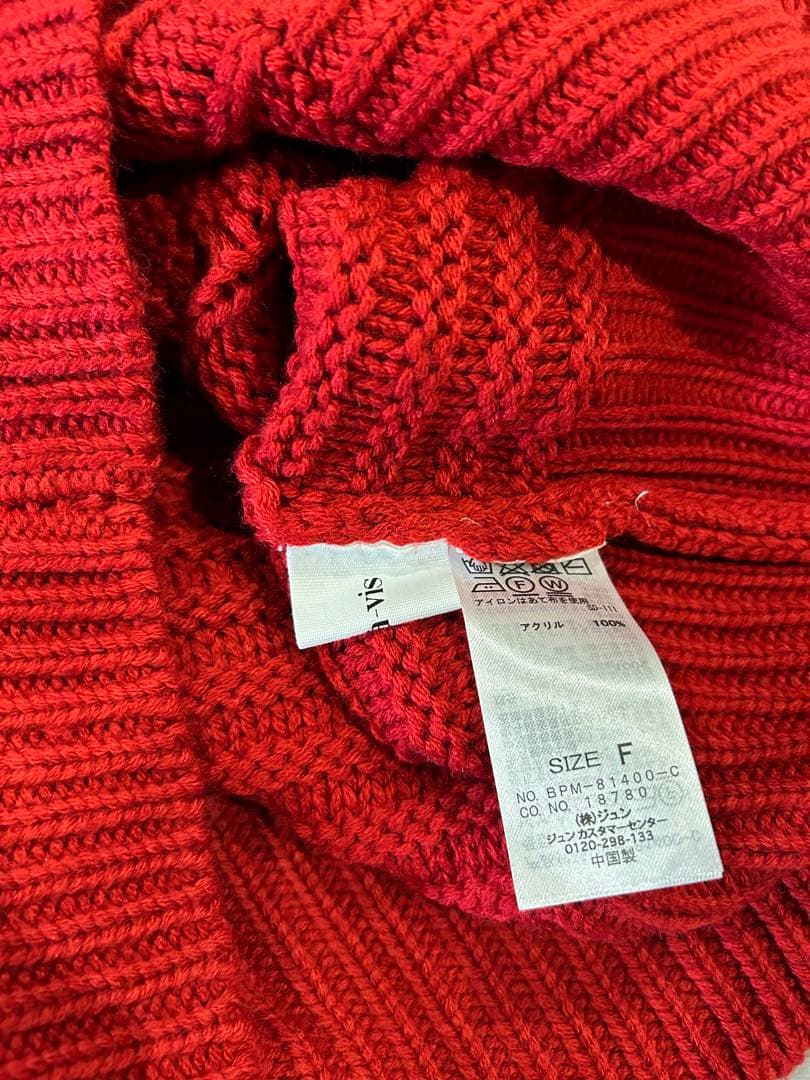 -vis
F W
アイロンはあて布を使用
SD-111
アクリル 100%
SIZE F
NO. BPM-81400-C
CO. NO. 18780
(株)ジュン
ジュンカスタマーセンター
0120-298-133
中国製